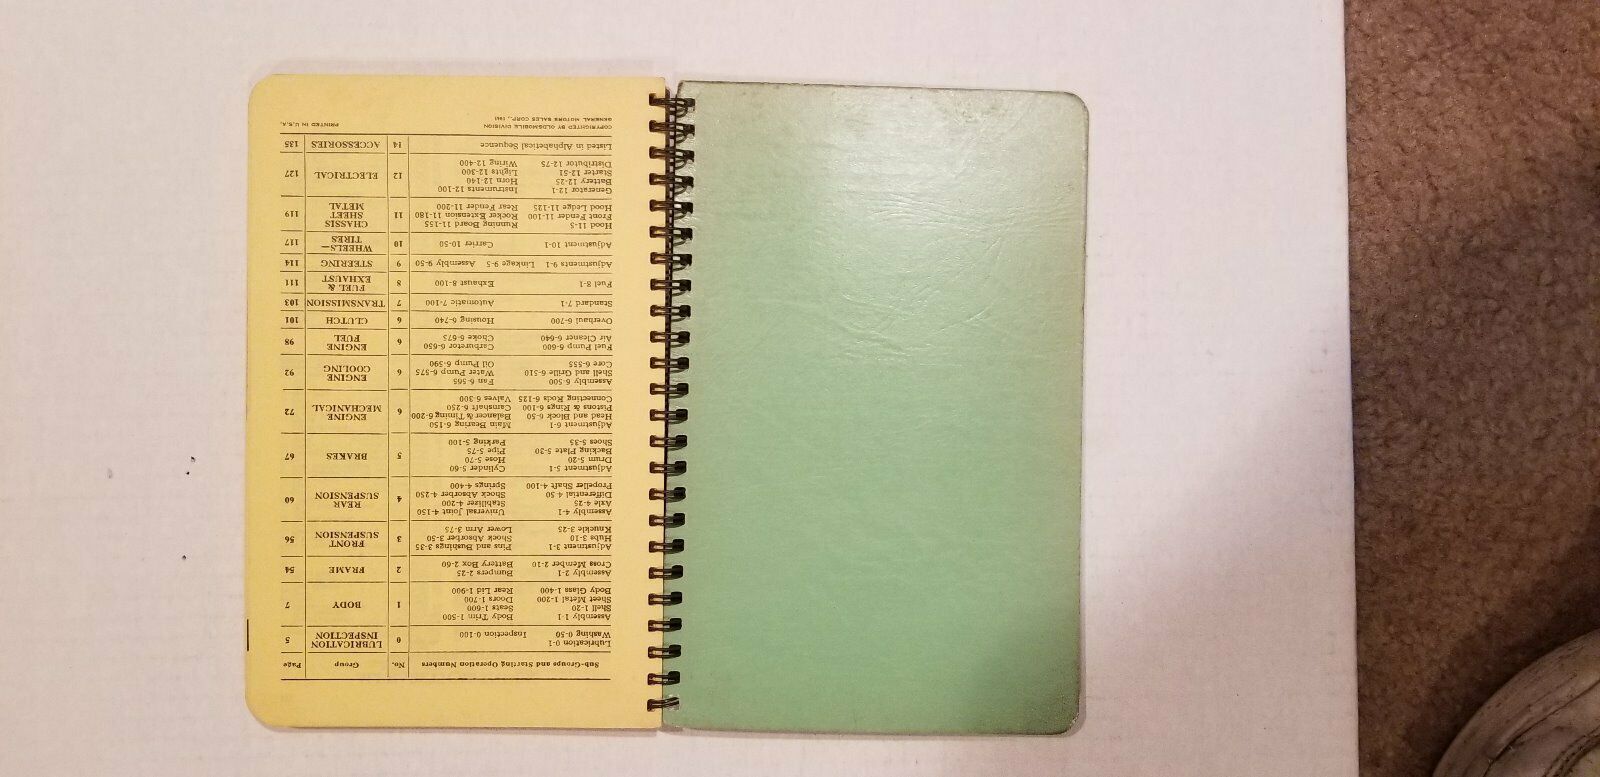 Sub-Groups and Starting Operation Numbers No. Group Page
Lubrication 0-1 Inspection 0-100 0 LUBRICATION 5
Washing 0-50 INSPECTION
Assembly 1-1 Body Trim 1-500
Shell 1-20 Seats 1-600 1 BODY 7
Sheet Metal 1-200 Doors 1-700
Body Glass 1-400 Rear Lid 1-900
Assembly 2-1 Bumpers 2-25 2 FRAME 54
Cross Member 2-10 Battery Box 2-60
Adjustment 3-1 Pins and Bushings 3-35 FRONT
Hubs 3-10 Shock Absorber 3-50 3 SUSPENSION 56
Knuckle 3-25 Lower Arm 3-75
Assembly 4-1 Universal Joint 4-150
Axle 4-25 Stabilizer 4-200 4 REAR 60
Differential 4-50 Shock Absorber 4-250 SUSPENSION
Propeller Shaft 4-100 Springs 4-400
Adjustment 5-1 Cylinder 5-60
Drum 5-20 Hose 5-70 5 BRAKES 67
Backing Plate 5-30 Pipe 5-75
Shoes 5-35 Parking 5-100
Adjustment 6-1 Main Bearing 6-150
Head and Block 6-50 Balancer & Timing 6-200 6 ENGINE 72
Pistons & Rings 6-100 Camshaft 6-250 MECHANICAL
Connecting Rods 6-125 Valves 6-300
Assembly 6-500 Fan 6-565 ENGINE
Shell and Grille 6-510 Water Pump 6-575 6 COOLING 92
Core 6-555 Oil Pump 6-590
Fuel Pump 6-600 Carburetor 6-650 6 ENGINE 98
Air Cleaner 6-640 Choke 6-675 FUEL
Overhaul 6-700 Housing 6-740 6 CLUTCH 101
Standard 7-1 Automatic 7-100 7 TRANSMISSION 103
Fuel 8-1 Exhaust 8-100 8 FUEL & EXHAUST 111
Adjustments 9-1 Linkage 9-5 Assembly 9-50 9 STEERING 114
Adjustment 10-1 Carrier 10-50 10 WHEELS—TIRES 117
Hood 11-5 Running Board 11-155 CHASSIS
Front Fender 11-100 Rocker Extension 11-180 11 SHEET 119
Hood Ledge 11-125 Rear Fender 11-200 METAL
Generator 12-1 Instruments 12-100
Battery 12-25 Horn 12-140 12 ELECTRICAL 127
Starter 12-51 Lights 12-300
Distributor 12-75 Wiring 12-400
Listed in Alphabetical Sequence 14 ACCESSORIES 135
COPYRIGHTED BY OLDSMOBILE DIVISION
GENERAL MOTORS SALES CORP., PRINTED IN U.S.A.